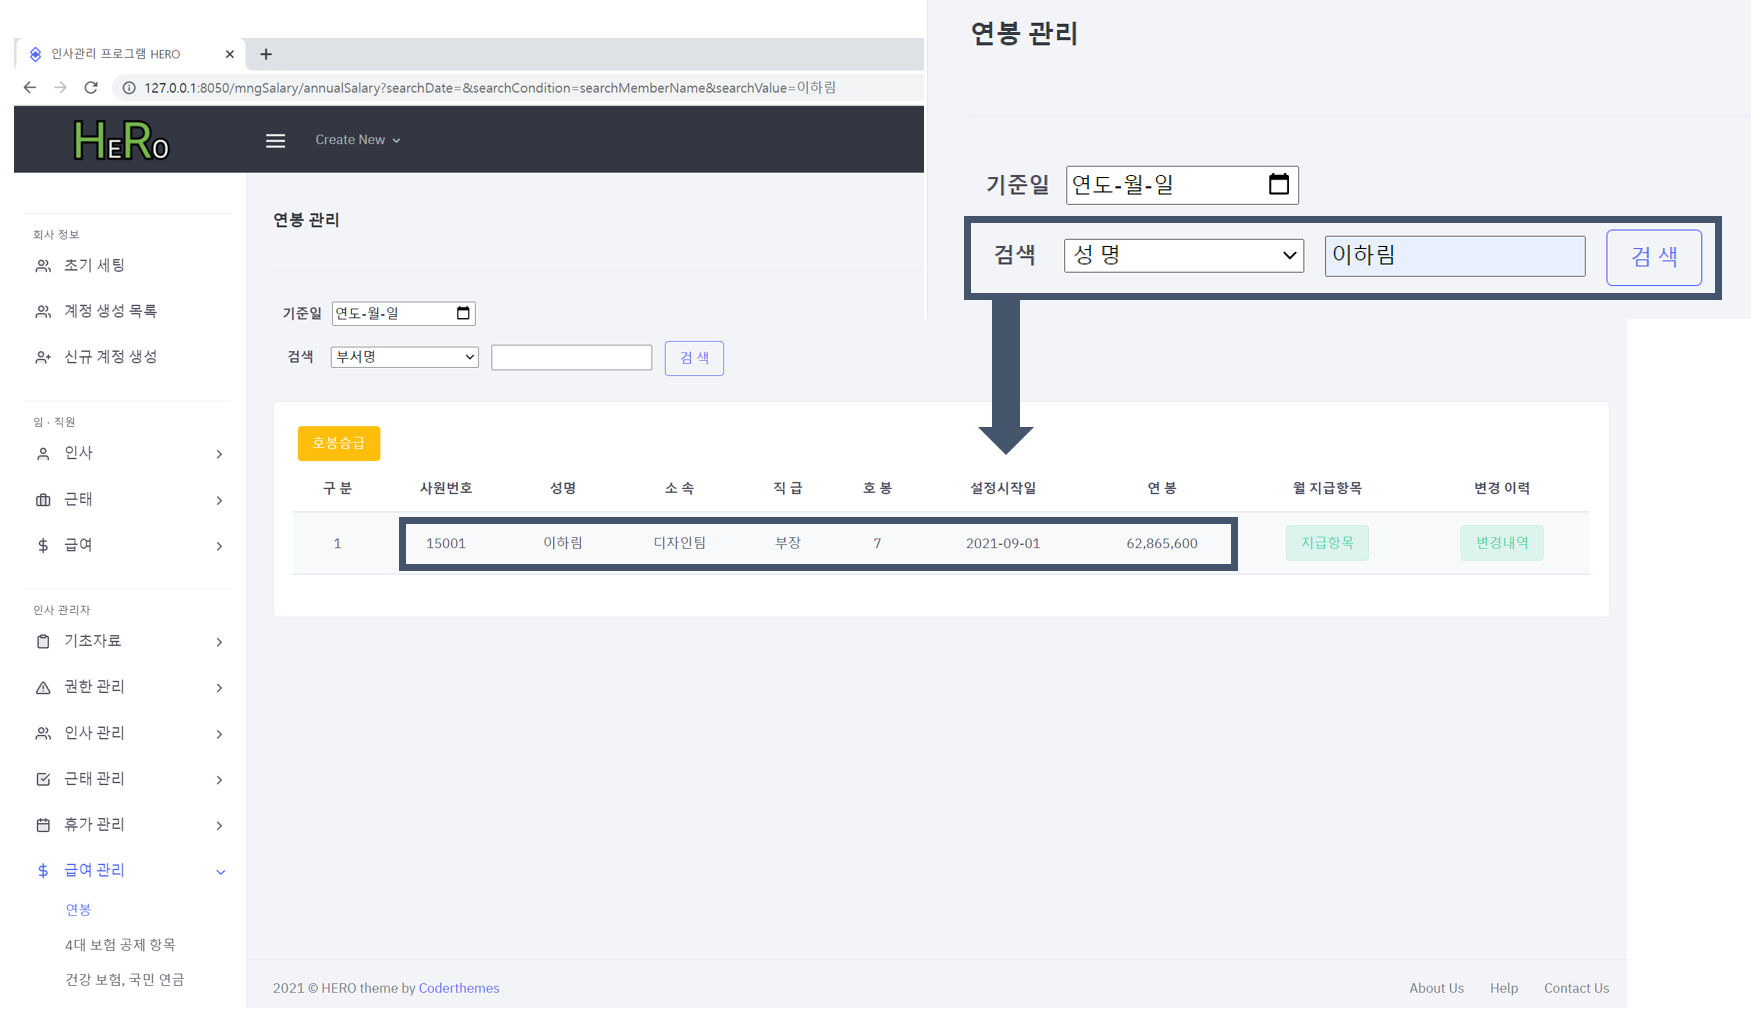 인사관리 프로그램 HERO
127.0.0.1:8050/mngSalary/annualSalary?searchDate=&searchCondition=searchMemberName&searchValue=이하림
HeRo
Create New
회사 정보
초기 세팅
계정 생성 목록
신규 계정 생성
임 · 직원
인사
근태
급여
인사 관리자
기초자료
권한 관리
인사 관리
근태 관리
휴가 관리
급여 관리
연봉
4대 보험 공제 항목
건강 보험, 국민 연금
연봉 관리
기준일 연도-월-일
검색 부서명 검 색
연봉 관리
기준일 연도-월-일
검색 성 명 이하림 검 색
호봉승급
구 분 사원번호 성명 소 속 직 급 호 봉 설정시작일 연 봉 월 지급항목 변경 이력
1 15001 이하림 디자인팀 부장 7 2021-09-01 62,865,600 지급항목 변경내역
2021 © HERO theme by Coderthemes About Us Help Contact Us